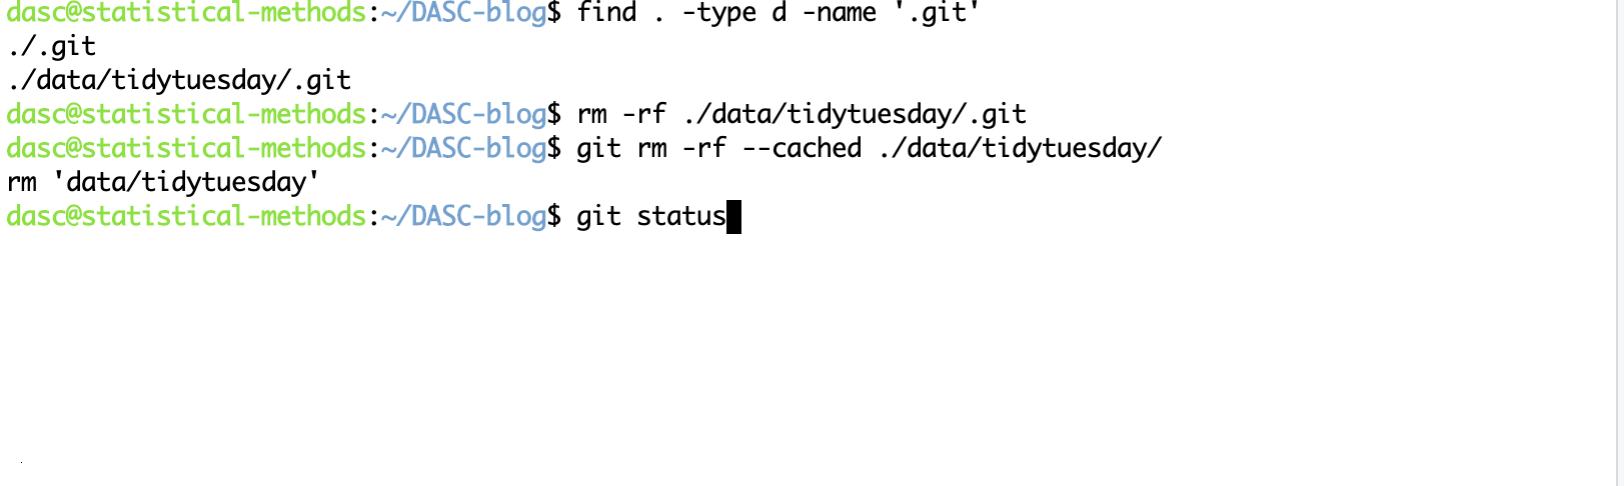 dasc@statistical-methods:~/DASC-blog$ find . -type d -name '.git'
./.git
./data/tidytuesday/.git
dasc@statistical-methods:~/DASC-blog$ rm -rf ./data/tidytuesday/.git
dasc@statistical-methods:~/DASC-blog$ git rm -rf --cached ./data/tidytuesday/
rm 'data/tidytuesday'
dasc@statistical-methods:~/DASC-blog$ git status